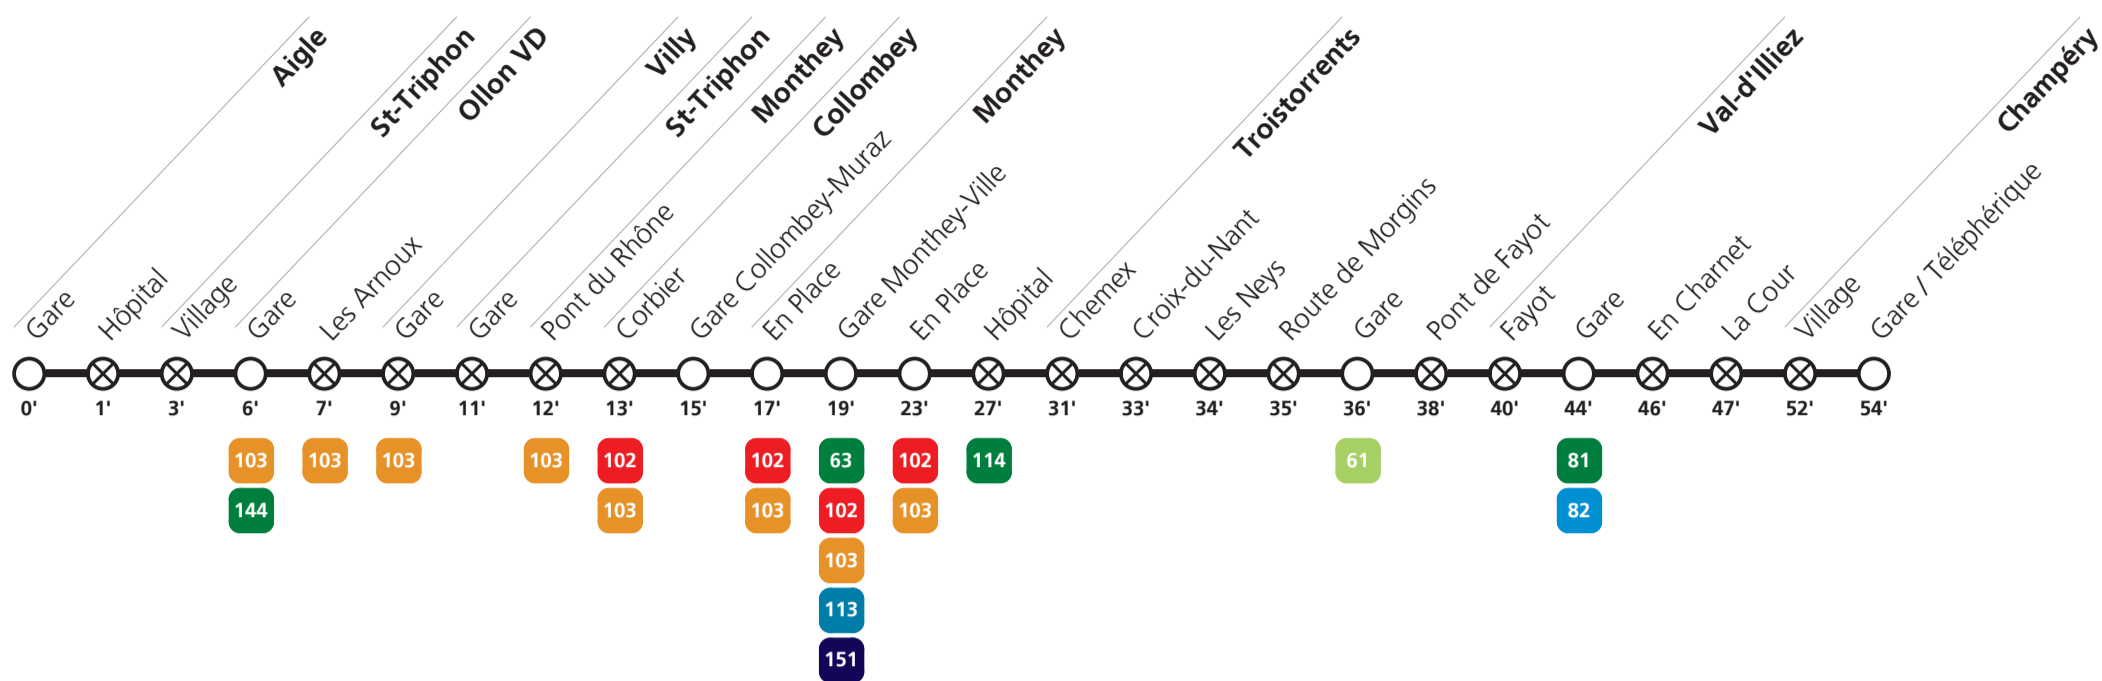 Aigle
St-Triphon
Ollon VD
Villy
St-Triphon
Monthey
Collombey
Monthey
Troistorrents
Val-d'Illiez
Champéry
Gare
Hôpital
Village
Gare
Les Arnoux
Gare
Gare
Pont du Rhône
Corbier
Gare Collombey-Muraz
En Place
Gare Monthey-Ville
En Place
Hôpital
Chemex
Croix-du-Nant
Les Neys
Route de Morgins
Gare
Pont de Fayot
Fayot
Gare
En Charnet
La Cour
Village
Gare / Téléphérique
0' 1' 3' 6' 7' 9' 11' 12' 13' 15' 17' 19' 23' 27' 31' 33' 34' 35' 36' 38' 40' 44' 46' 47' 52' 54'
103 103 103 103 102 102 63 102 114 61 81
144 103 103 102 103 82
103
113
151